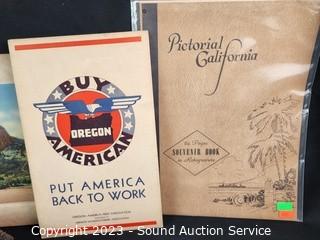 BUY
OREGON
AMERICAN
PUT AMERICA
BACK TO WORK
Pictorial
California
SOUVENIR BOOK
Copyright 2023 - Sound Auction Service